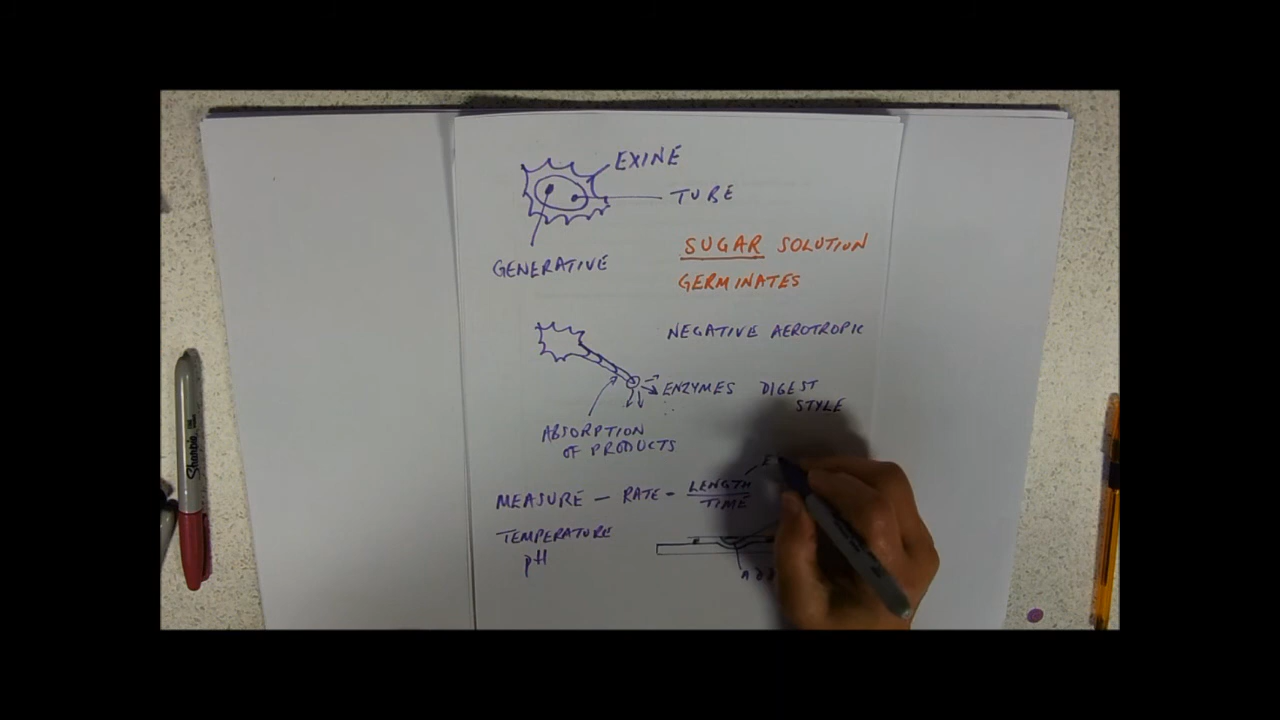 EXINE
TUBE
GENERATIVE
SUGAR SOLUTION
GERMINATES
NEGATIVE AEROTROPIC
ENZYMES DIGEST
STYLE
ABSORPTION
OF PRODUCTS
MEASURE - RATE = LENGTH
TIME
TEMPERATURE
pH
Sharpie